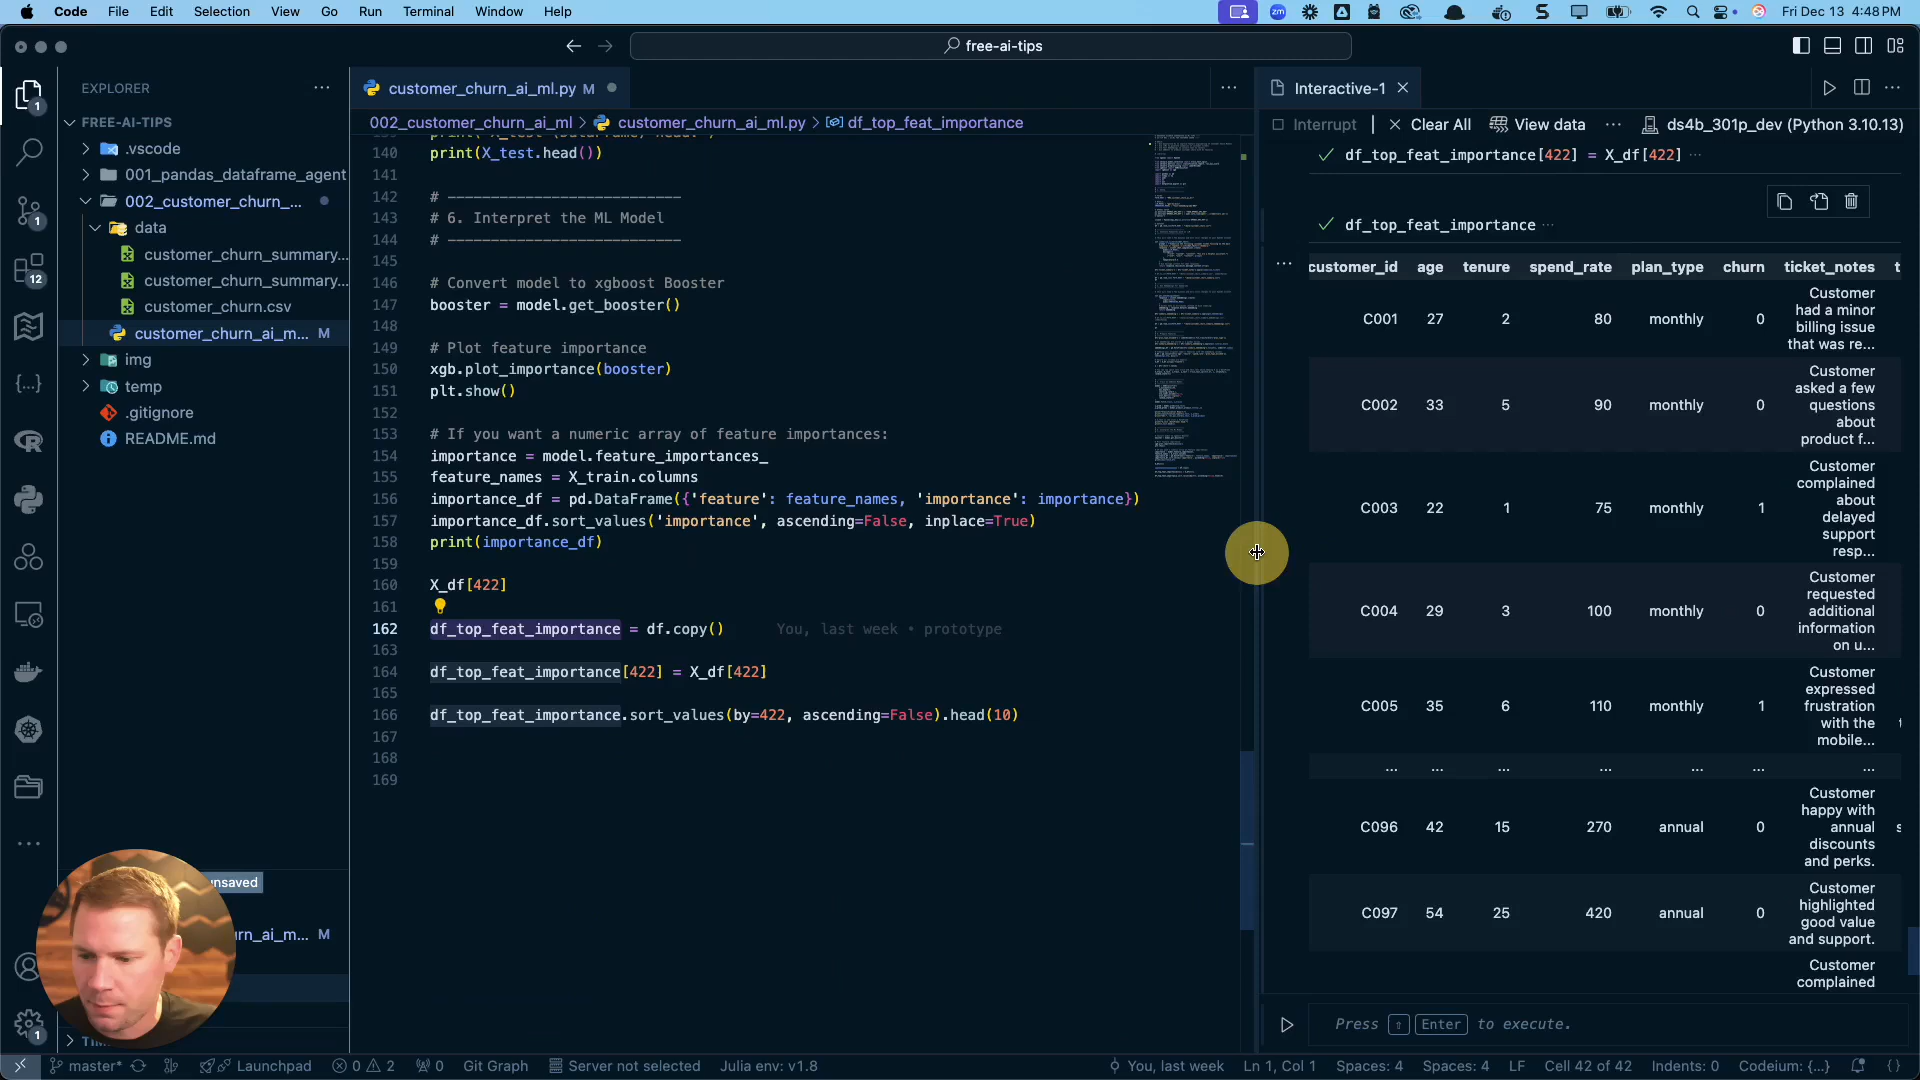 Code File Edit Selection View Go Run Terminal Window Help
Fri Dec 13 4:48 PM
free-ai-tips
EXPLORER
FREE-AI-TIPS
.vscode
001_pandas_dataframe_agent
002_customer_churn_...
data
customer_churn_summary...
customer_churn_summary...
customer_churn.csv
customer_churn_ai_m... M
img
temp
.gitignore
README.md
1
1
12
1
nsaved
rn_ai_m... M
customer_churn_ai_ml.py M
002_customer_churn_ai_ml > customer_churn_ai_ml.py > df_top_feat_importance
140 print(X_test.head())
141
142 # ---------------------------
143 # 6. Interpret the ML Model
144 # ---------------------------
145
146 # Convert model to xgboost Booster
147 booster = model.get_booster()
148
149 # Plot feature importance
150 xgb.plot_importance(booster)
151 plt.show()
152
153 # If you want a numeric array of feature importances:
154 importance = model.feature_importances_
155 feature_names = X_train.columns
156 importance_df = pd.DataFrame({'feature': feature_names, 'importance': importance})
157 importance_df.sort_values('importance', ascending=False, inplace=True)
158 print(importance_df)
159
160 X_df[422]
161
162 df_top_feat_importance = df.copy() You, last week • prototype
163
164 df_top_feat_importance[422] = X_df[422]
165
166 df_top_feat_importance.sort_values(by=422, ascending=False).head(10)
167
168
169
Interactive-1
Interrupt | Clear All View data ... ds4b_301p_dev (Python 3.10.13)
df_top_feat_importance[422] = X_df[422] ...
df_top_feat_importance ...
customer_id age tenure spend_rate plan_type churn ticket_notes t
C001 27 2 80 monthly 0 Customer
had a minor
billing issue
that was re...
C002 33 5 90 monthly 0 Customer
asked a few
questions
about
product f...
C003 22 1 75 monthly 1 Customer
complained
about
delayed
support
resp...
C004 29 3 100 monthly 0 Customer
requested
additional
information
on u...
C005 35 6 110 monthly 1 Customer
expressed
frustration
with the
mobile...
... ... ... ... ... ... ...
C096 42 15 270 annual 0 Customer
happy with
annual
discounts
and perks.
C097 54 25 420 annual 0 Customer
highlighted
good value
and support.
Customer
complained
Press ⇧ Enter to execute.
master* Launchpad 0 2 0 Git Graph Server not selected Julia env: v1.8 You, last week Ln 1, Col 1 Spaces: 4 Spaces: 4 LF Cell 42 of 42 Indents: 0 Codeium: {...}